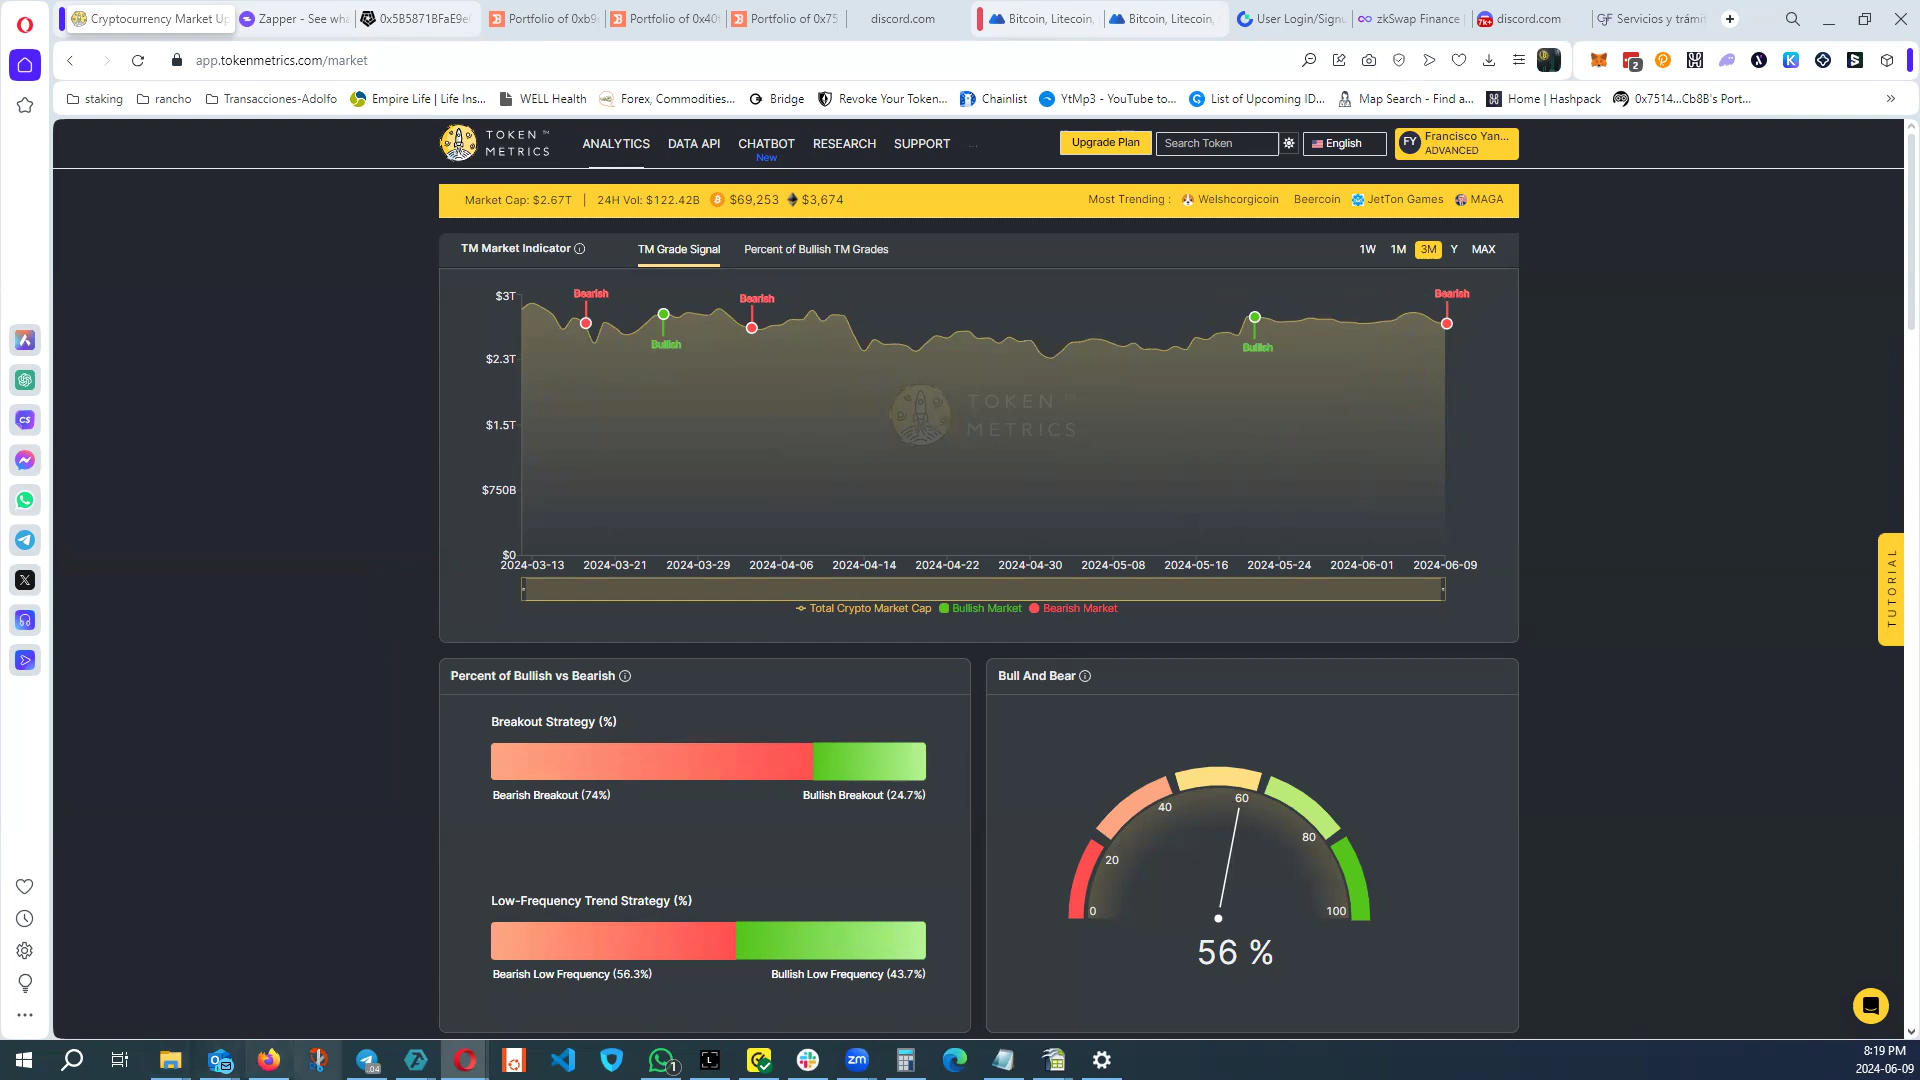 Cryptocurrency Market Up
Zapper - See wha
0x5B5871BFaE9e
Portfolio of 0xb9
Portfolio of 0x40
Portfolio of 0x75
discord.com
Bitcoin, Litecoin,
Bitcoin, Litecoin,
User Login/Signu
zkSwap Finance
7k+
discord.com
Servicios y trámit
app.tokenmetrics.com/market
2
staking
rancho
Transacciones-Adolfo
Empire Life | Life Ins...
WELL Health
Forex, Commodities...
Bridge
Revoke Your Token...
Chainlist
YtMp3 - YouTube to...
List of Upcoming ID...
Map Search - Find a...
Home | Hashpack
0x7514...Cb8B's Port...
TOKEN ™
METRICS
ANALYTICS
DATA API
CHATBOT
New
RESEARCH
SUPPORT
...
Upgrade Plan
Search Token
English
FY
Francisco Yan...
ADVANCED
Market Cap: $2.67T | 24H Vol: $122.42B $69,253 $3,674
Most Trending : Welshcorgicoin Beercoin JetTon Games MAGA
TM Market Indicator
TM Grade Signal
Percent of Bullish TM Grades
1W 1M 3M Y MAX
$3T
$2.3T
$1.5T
$750B
$0
Bearish
Bullish
Bearish
Bullish
Bearish
TOKEN ™
METRICS
2024-03-13 2024-03-21 2024-03-29 2024-04-06 2024-04-14 2024-04-22 2024-04-30 2024-05-08 2024-05-16 2024-05-24 2024-06-01 2024-06-09
Total Crypto Market Cap Bullish Market Bearish Market
TUTORIAL
Percent of Bullish vs Bearish
Breakout Strategy (%)
Bearish Breakout (74%)
Bullish Breakout (24.7%)
Low-Frequency Trend Strategy (%)
Bearish Low Frequency (56.3%)
Bullish Low Frequency (43.7%)
Bull And Bear
0
20
40
60
80
100
56 %
CS
.04
1
L
zm
8:19 PM
2024-06-09